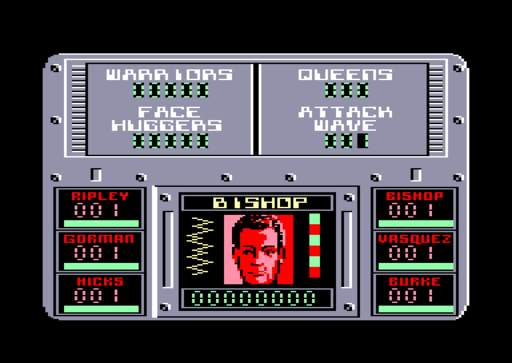 WARRIORS
QUEENS
FACE
HUGGERS
ATTACK
WAVE
RIPLEY
001
GORMAN
001
HICKS
001
BISHOP
00000000
BISHOP
001
VASQUEZ
001
BURKE
001